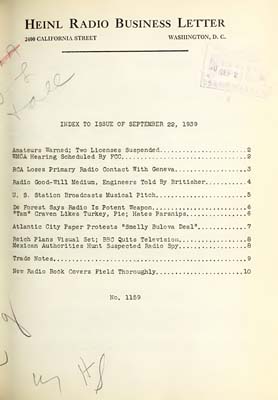 HEINL RADIO BUSINESS LETTER
2400 CALIFORNIA STREET WASHINGTON, D. C.
INDEX TO ISSUE OF SEPTEMBER 22, 1939
Amateurs Warned; Two Licenses Suspended...................2
WMCA Hearing Scheduled By FCC.............................2
RCA Loses Primary Radio Contact With Geneva...............3
Radio Good-Will Medium, Engineers Told By Britisher.......4
U. S. Station Broadcasts Musical Pitch....................5
De Forest Says Radio Is Potent Weapon.....................6
"Tam" Craven Likes Turkey, Pie; Hates Parsnips............6
Atlantic City Paper Protests "Smelly Bulova Deal".........7
Reich Plans Visual Set; BBC Quits Television..............8
Mexican Authorities Hunt Suspected Radio Spy..............8
Trade Notes...............................................9
New Radio Book Covers Field Thoroughly...................10
No. 1159